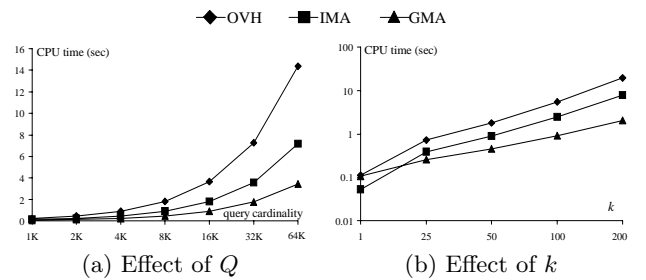 OVH IMA GMA
CPU time (sec)
16
14
12
10
8
6
4
2
0
query cardinality
1K 2K 4K 8K 16K 32K 64K
(a) Effect of Q
CPU time (sec)
100
10
1
0.1
0.01
k
1 25 50 100 200
(b) Effect of k